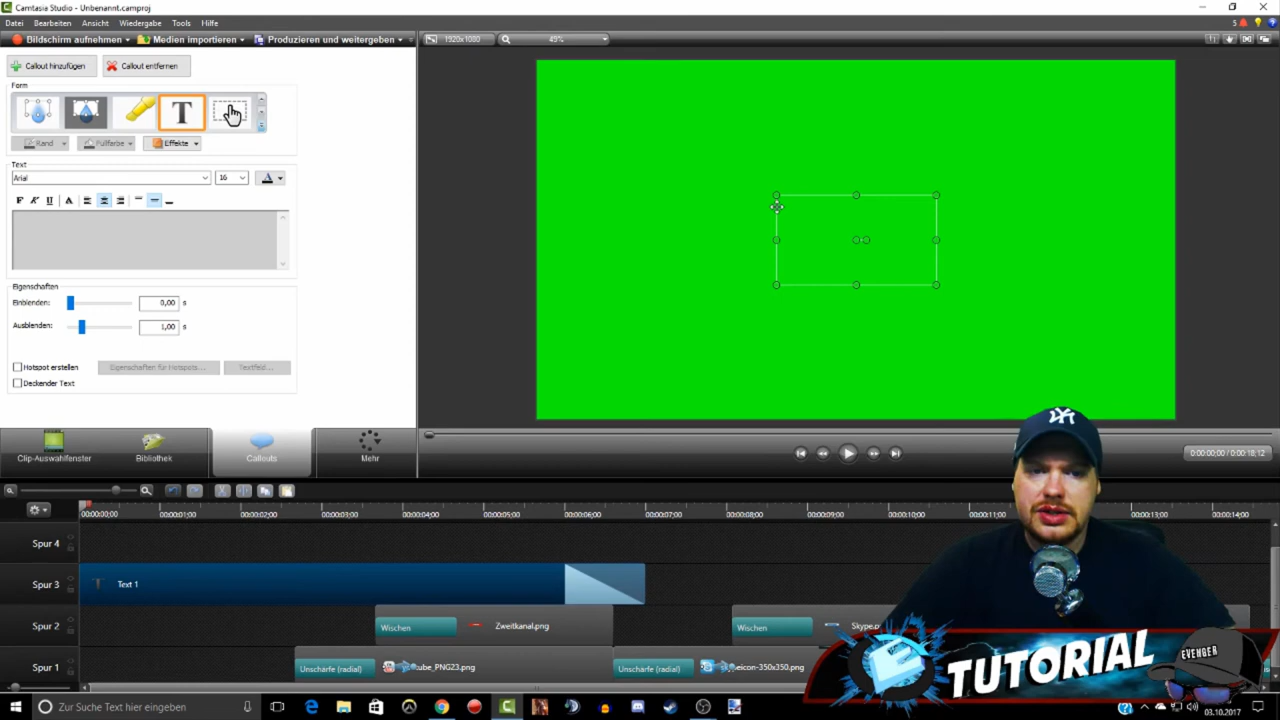 Camtasia Studio - Unbenannt.camproj
Datei Bearbeiten Ansicht Wiedergabe Tools Hilfe
5
Bildschirm aufnehmen Medien importieren Produzieren und weitergeben
1920x1080 49%
Callout hinzufügen Callout entfernen
Form
T
Rand Füllfarbe Effekte
Text
Arial 16 A
F K U A
Eigenschaften
Einblenden: 0,00 s
Ausblenden: 1,00 s
Hotspot erstellen Eigenschaften für Hotspots... Textfeld...
Deckender Text
Clip-Auswahlfenster Bibliothek Callouts Mehr
0:00:00;00 / 0:00:18;12
00:00:00;00 00:00:01;00 00:00:02;00 00:00:03;00 00:00:04;00 00:00:05;00 00:00:06;00 00:00:07;00 00:00:08;00 00:00:09;00 00:00:10;00 00:00:11;00 00:00:13;00 00:00:14;00
Spur 4
Spur 3 T Text 1
Spur 2 Wischen Zweitkanal.png Wischen
Spur 1 Unschärfe (radial) Unschärfe (radial)
TUTORIAL
EVENGER
Zur Suche Text hier eingeben
03.10.2017